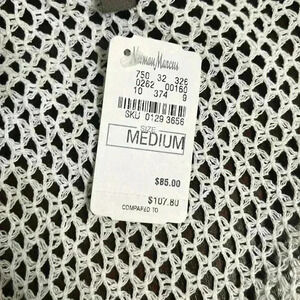 Neiman Marcus
750 32 326
0262 00160
10 374 9
SKU 0129 3656
SIZE
MEDIUM
$85.00
$107.80
COMPARED TO